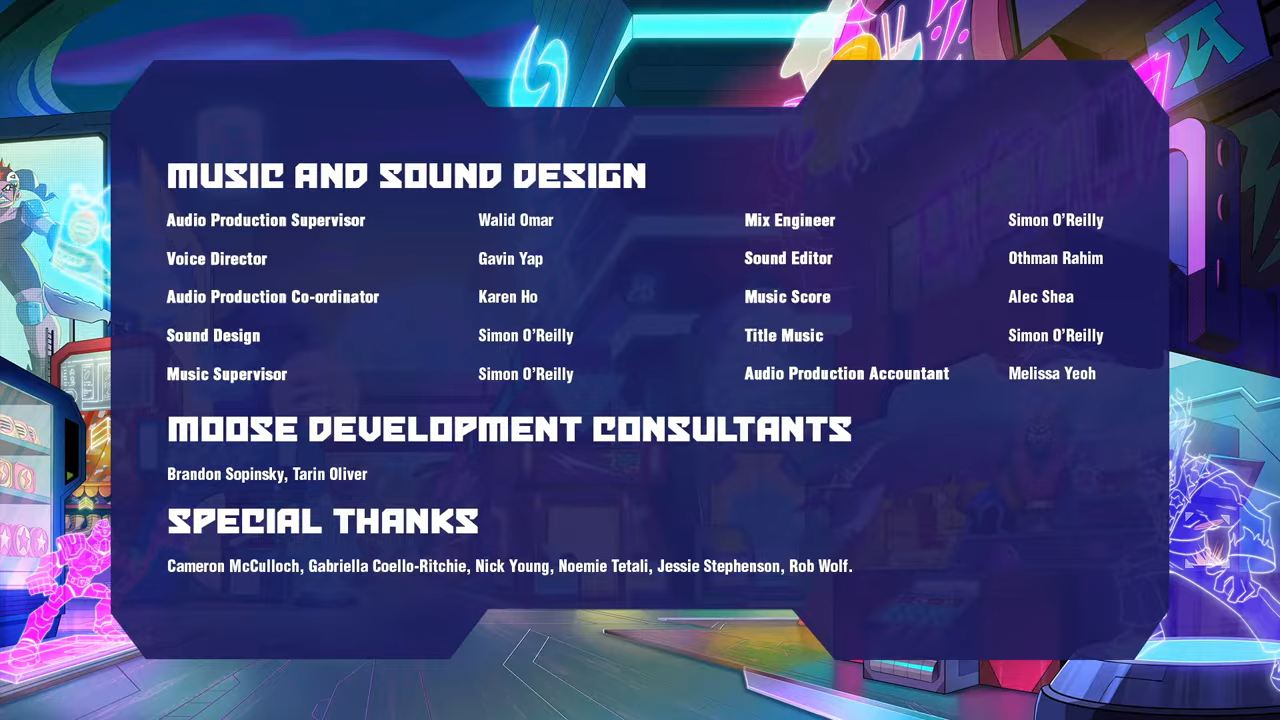 MUSIC AND SOUND DESIGN
Audio Production Supervisor Walid Omar Mix Engineer Simon O’Reilly
Voice Director Gavin Yap Sound Editor Othman Rahim
Audio Production Co-ordinator Karen Ho Music Score Alec Shea
Sound Design Simon O’Reilly Title Music Simon O’Reilly
Music Supervisor Simon O’Reilly Audio Production Accountant Melissa Yeoh
MOOSE DEVELOPMENT CONSULTANTS
Brandon Sopinsky, Tarin Oliver
SPECIAL THANKS
Cameron McCulloch, Gabriella Coello-Ritchie, Nick Young, Noemie Tetali, Jessie Stephenson, Rob Wolf.